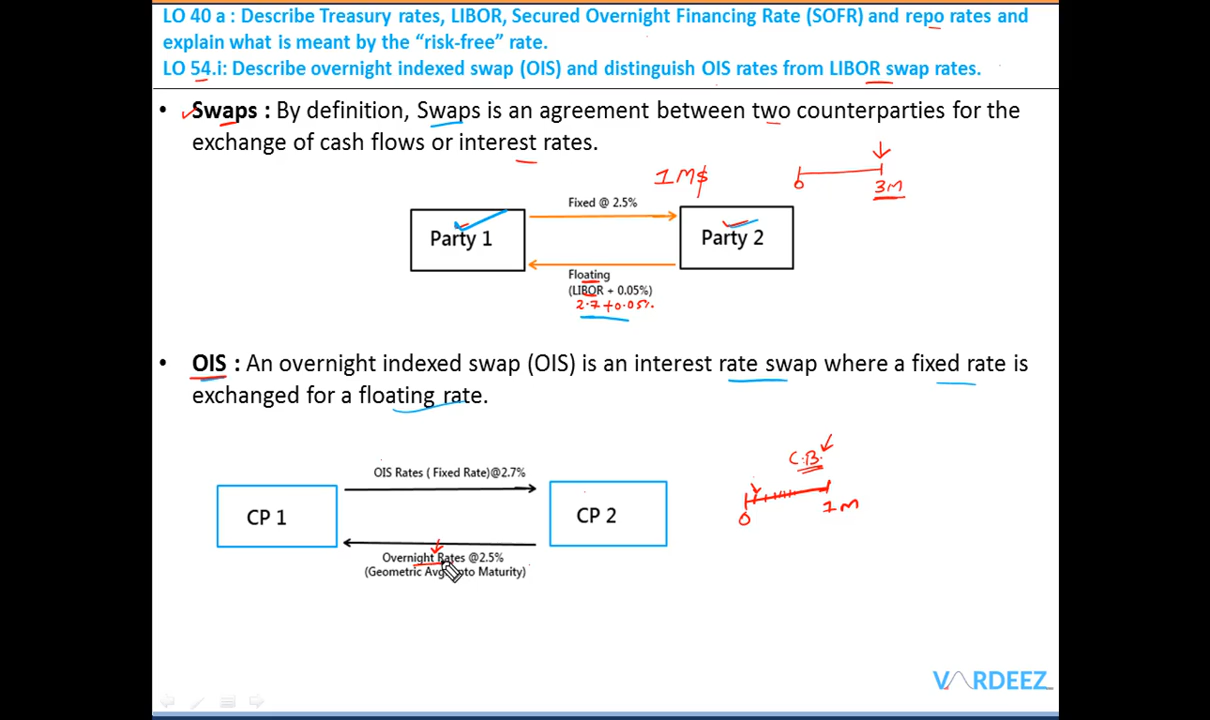 LO 40 a : Describe Treasury rates, LIBOR, Secured Overnight Financing Rate (SOFR) and repo rates and
explain what is meant by the “risk-free” rate.
LO 54.i: Describe overnight indexed swap (OIS) and distinguish OIS rates from LIBOR swap rates.
• Swaps : By definition, Swaps is an agreement between two counterparties for the
exchange of cash flows or interest rates.
1M$
0 3M
Fixed @ 2.5%
Party 1
Party 2
Floating
(LIBOR + 0.05%)
2.7+0.05%
• OIS : An overnight indexed swap (OIS) is an interest rate swap where a fixed rate is
exchanged for a floating rate.
C.B.
OIS Rates ( Fixed Rate)@2.7%
0 1M
CP 1
CP 2
Overnight Rates @2.5%
(Geometric Avg to Maturity)
VARDEEZ